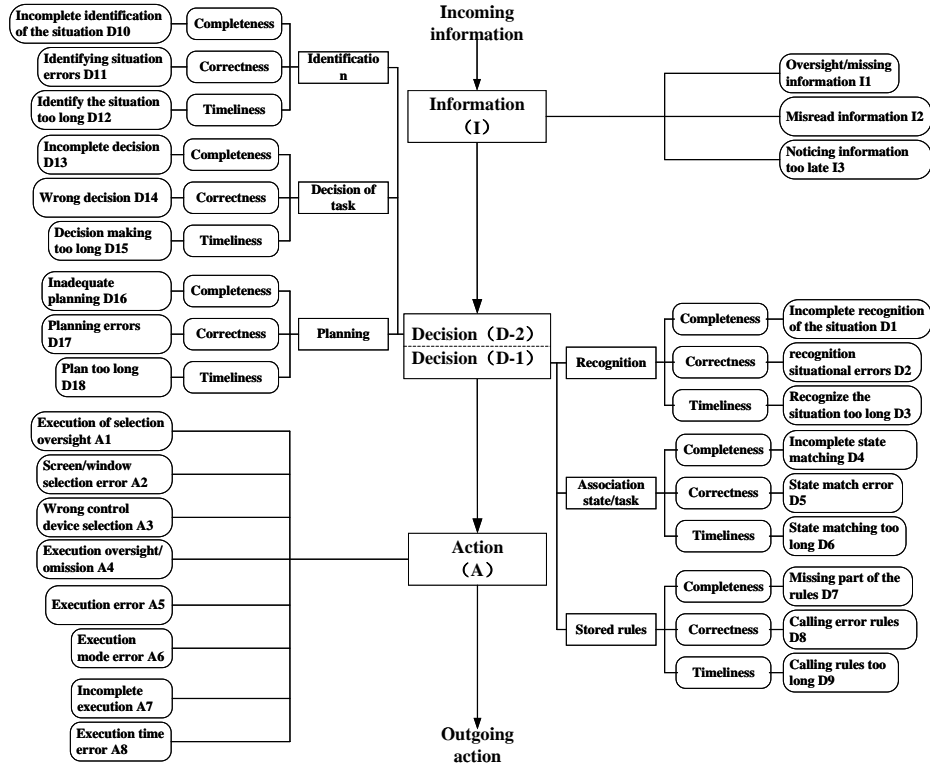 Incoming
information
Information
（I）
Oversight/missing
information I1
Misread information I2
Noticing information
too late I3
Incomplete identification
of the situation D10
Completeness
Identifying situation
errors D11
Correctness
Identificatio
n
Identify the situation
too long D12
Timeliness
Incomplete decision
D13
Completeness
Wrong decision D14
Correctness
Decision of
task
Decision making
too long D15
Timeliness
Inadequate
planning D16
Completeness
Planning errors
D17
Correctness
Planning
Plan too long
D18
Timeliness
Decision（D-2）
Decision（D-1）
Recognition
Completeness
Incomplete recognition
of the situation D1
Correctness
recognition
situational errors D2
Timeliness
Recognize the
situation too long D3
Association
state/task
Completeness
Incomplete state
matching D4
Correctness
State match error
D5
Timeliness
State matching too
long D6
Stored rules
Completeness
Missing part of the
rules D7
Correctness
Calling error rules
D8
Timeliness
Calling rules too
long D9
Execution of selection
oversight A1
Screen/window
selection error A2
Wrong control
device selection A3
Execution oversight/
omission A4
Execution error A5
Execution
mode error A6
Incomplete
execution A7
Execution time
error A8
Action
（A）
Outgoing
action